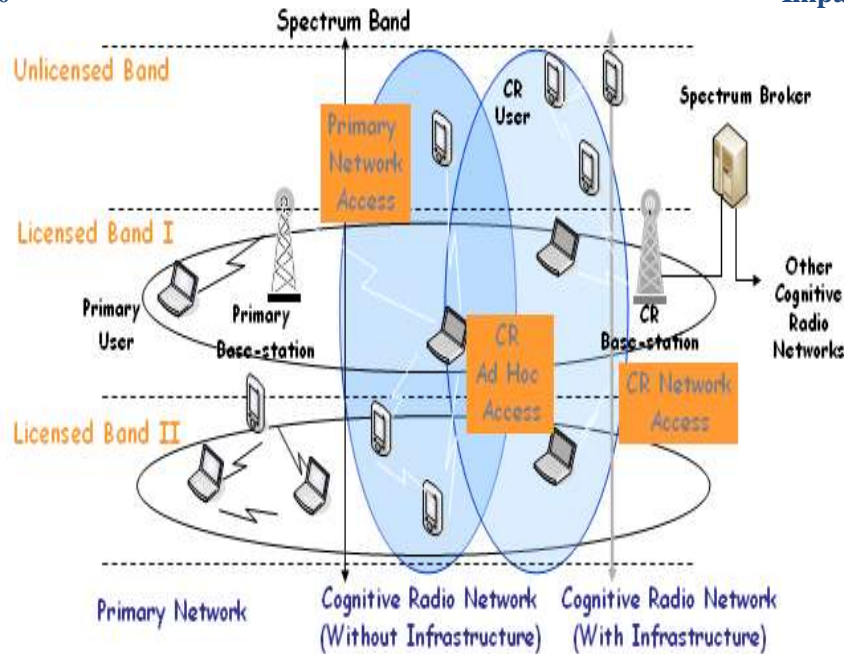 Spectrum Band
Unlicensed Band
CR
User
Spectrum Broker
Primary
Network
Access
Licensed Band I
Primary
User
Primary
Base-station
CR
Base-station
Other
Cognitive
Radio
Networks
CR
Ad Hoc
Access
CR Network
Access
Licensed Band II
Primary Network
Cognitive Radio Network
(Without Infrastructure)
Cognitive Radio Network
(With Infrastructure)